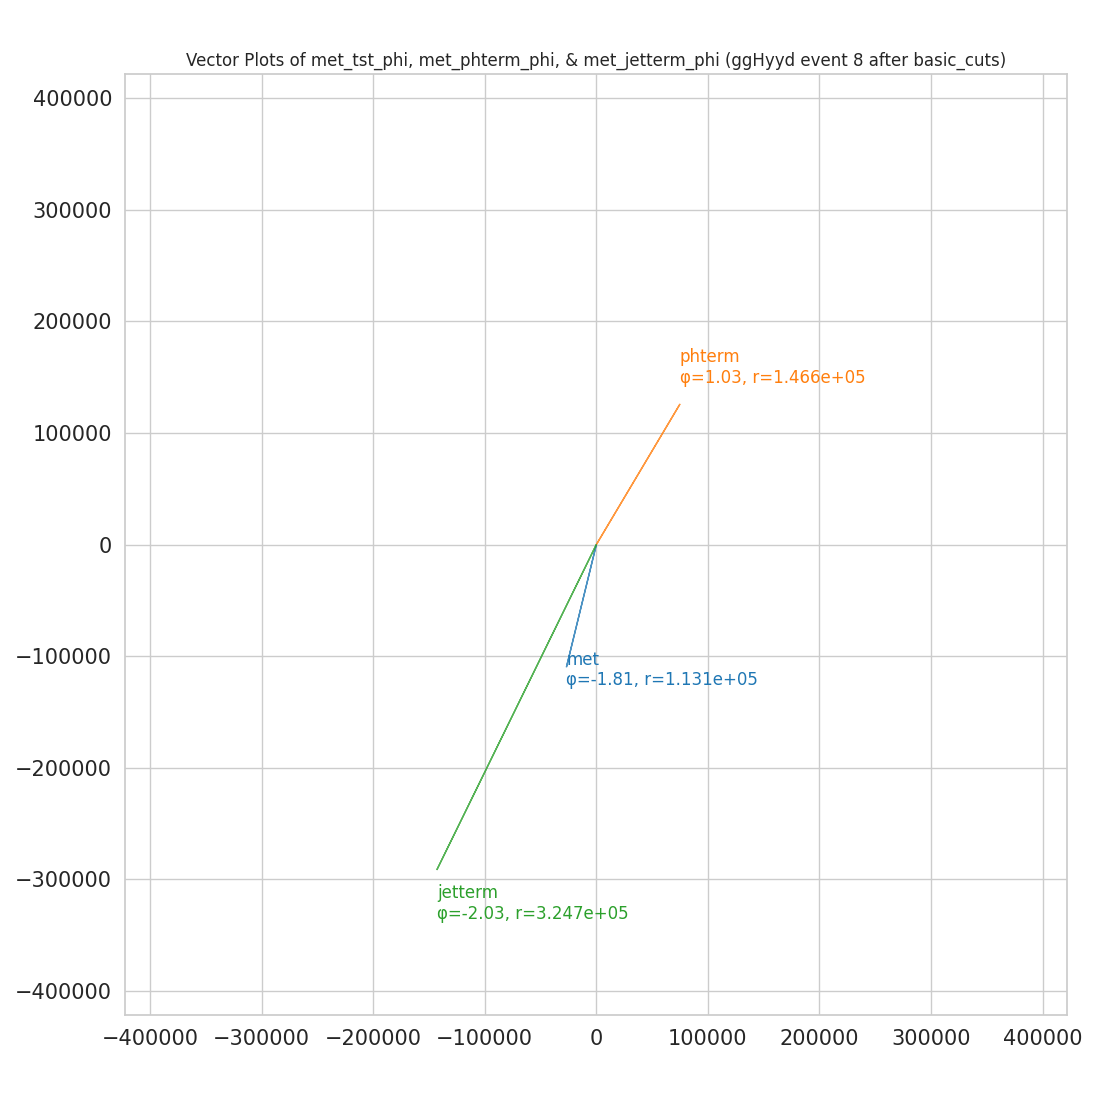 Vector Plots of met_tst_phi, met_phterm_phi, & met_jetterm_phi (ggHyyd event 8 after basic_cuts)
400000
300000
200000
100000
0
−100000
−200000
−300000
−400000
phterm
φ=1.03, r=1.466e+05
met
φ=-1.81, r=1.131e+05
jetterm
φ=-2.03, r=3.247e+05
−400000 −300000 −200000 −100000 0 100000 200000 300000 400000